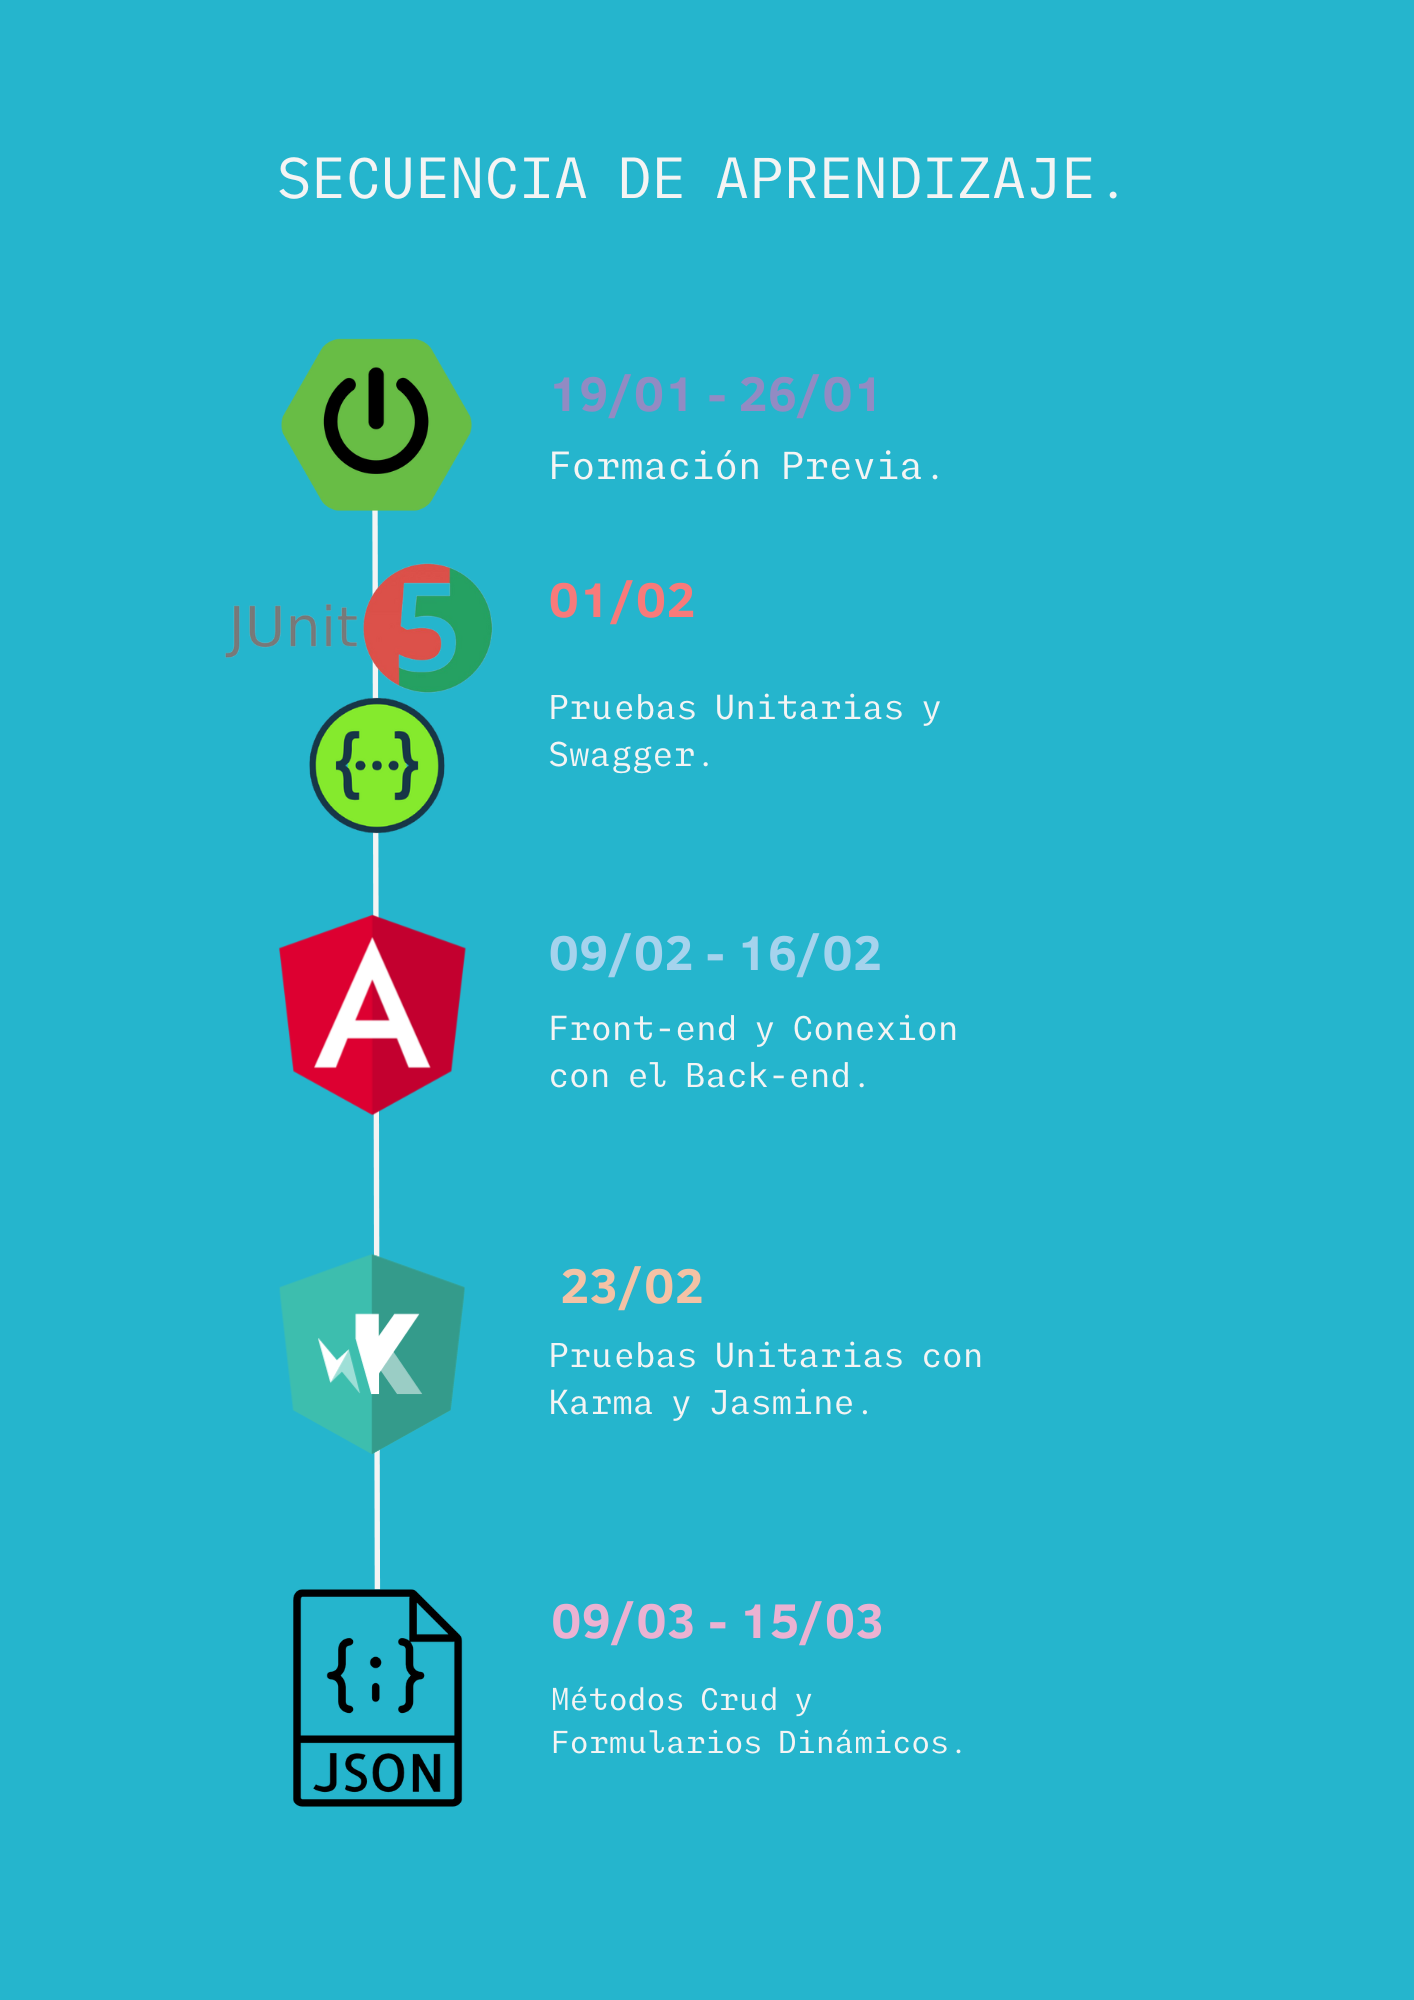 SECUENCIA DE APRENDIZAJE.
19/01 - 26/01
Formación Previa.
JUnit 5
01/02
Pruebas Unitarias y
Swagger.
{...}
A
09/02 - 16/02
Front-end y Conexion
con el Back-end.
K
23/02
Pruebas Unitarias con
Karma y Jasmine.
{;}
JSON
09/03 - 15/03
Métodos Crud y
Formularios Dinámicos.